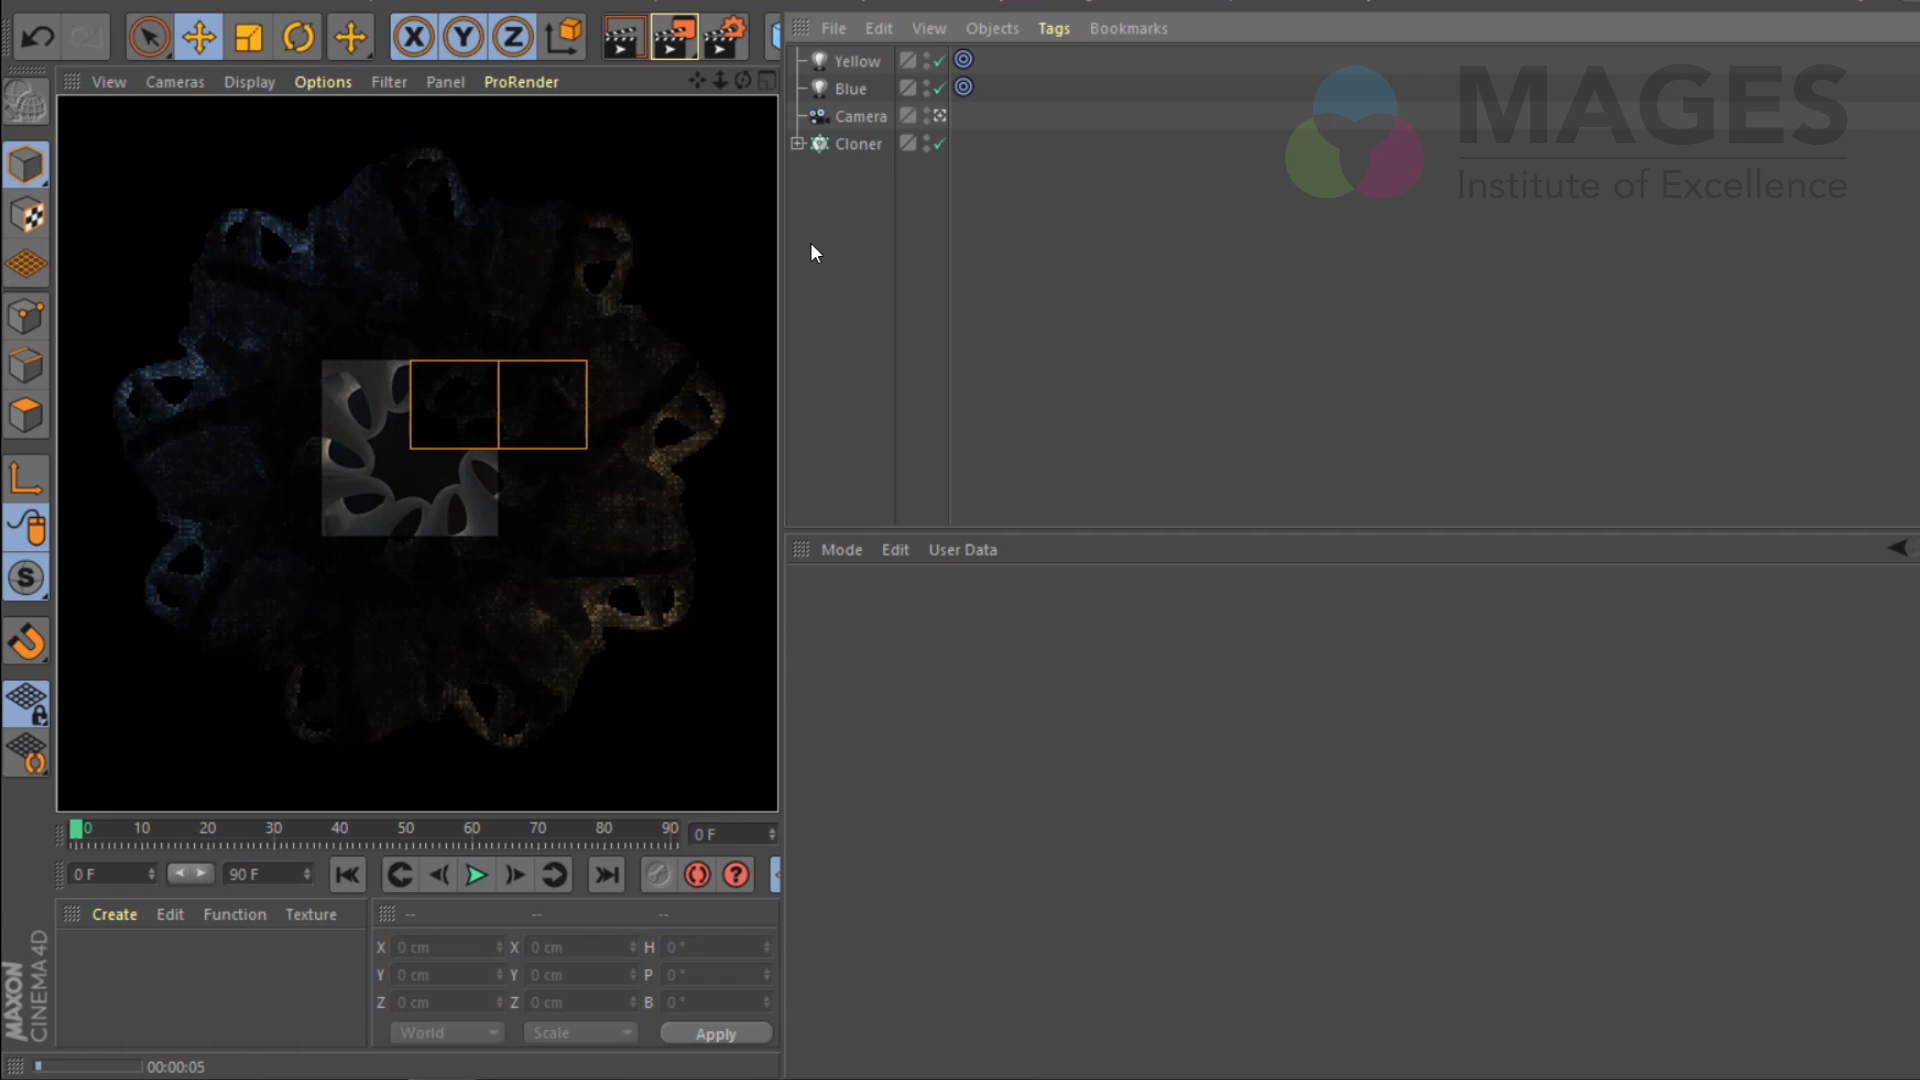 X Y Z
File Edit View Objects Tags Bookmarks
View Cameras Display Options Filter Panel ProRender
Yellow
Blue
Camera
Cloner
MAGES
Institute of Excellence
S
Mode Edit User Data
0 10 20 30 40 50 60 70 80 90 0 F
0 F 90 F ?
Create Edit Function Texture -- -- --
X 0 cm X 0 cm H 0 °
Y 0 cm Y 0 cm P 0 °
Z 0 cm Z 0 cm B 0 °
World Scale Apply
MAXON
CINEMA 4D
00:00:05